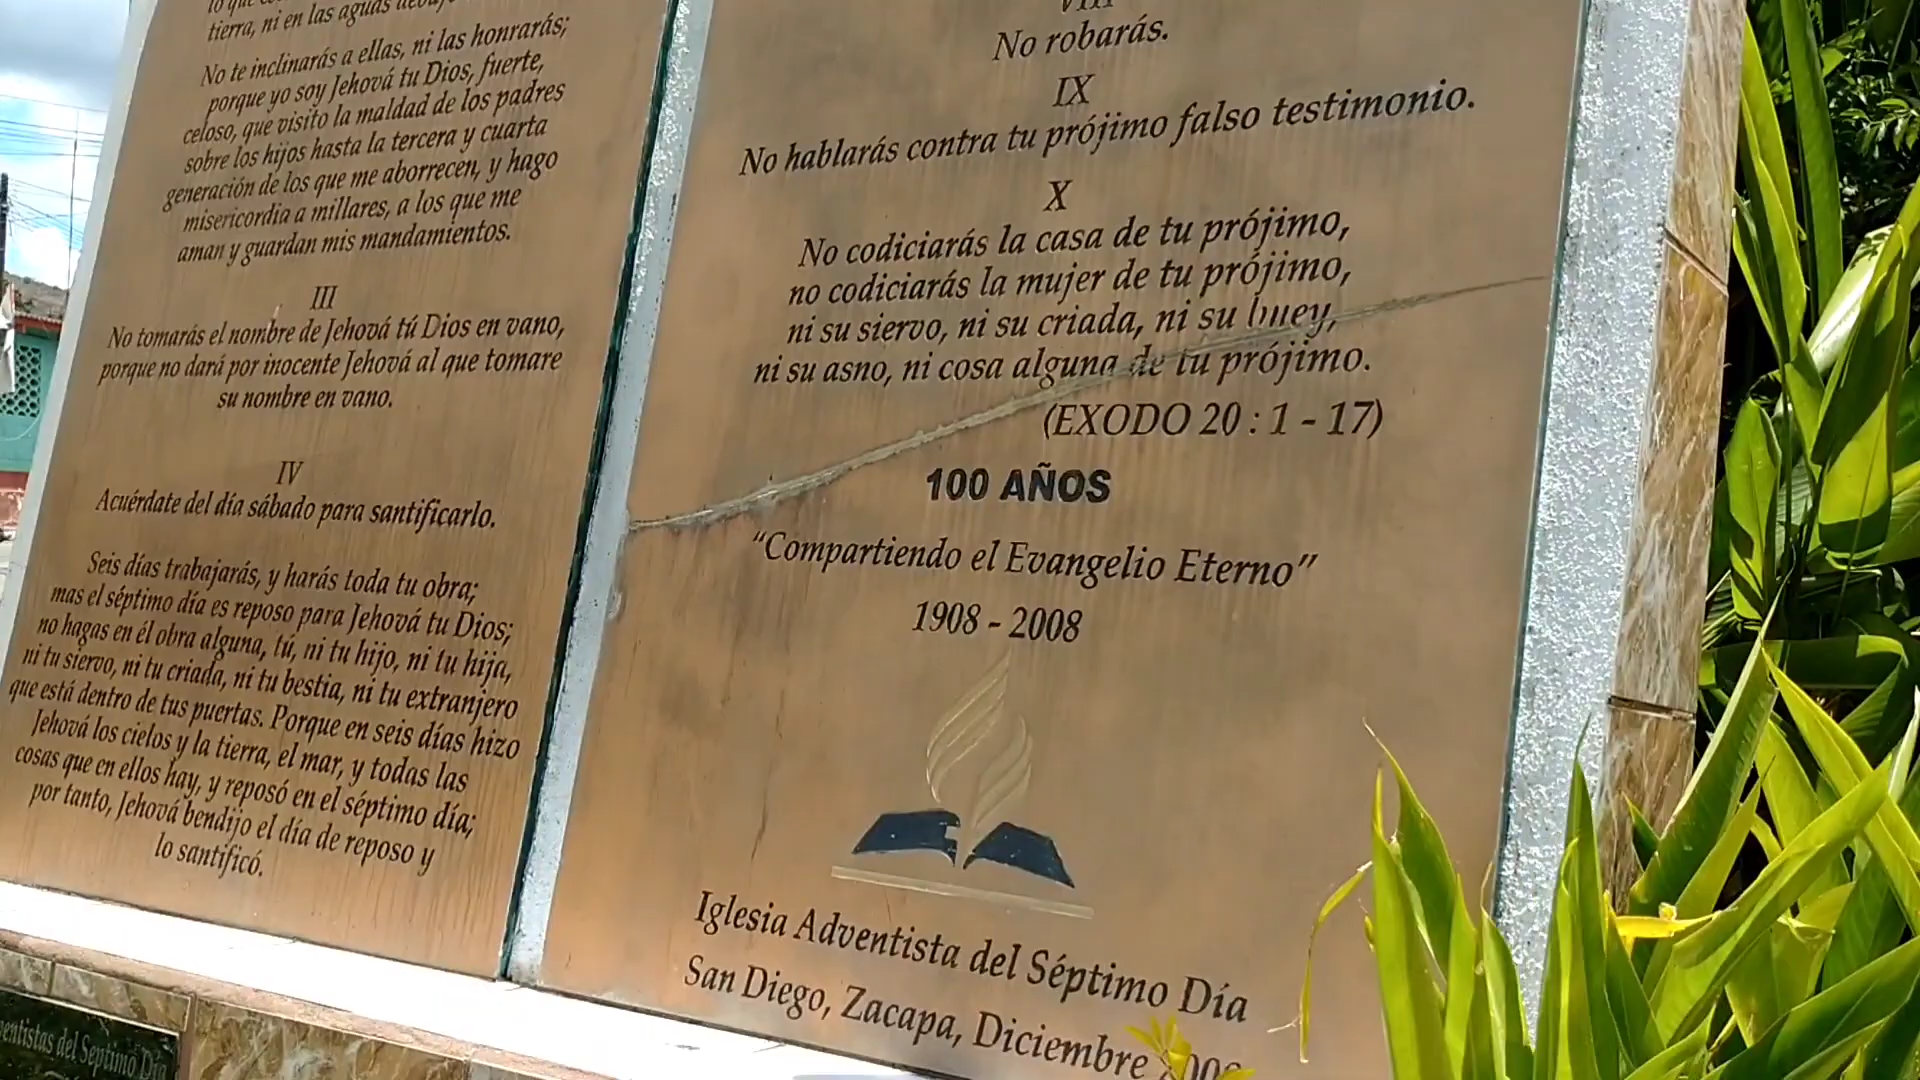 tierra, ni en las aguas debajo
No te inclinarás a ellas, ni las honrarás;
porque yo soy Jehová tu Dios, fuerte,
celoso, que visito la maldad de los padres
sobre los hijos hasta la tercera y cuarta
generación de los que me aborrecen, y hago
misericordia a millares, a los que me
aman y guardan mis mandamientos.
III
No tomarás el nombre de Jehová tú Dios en vano,
porque no dará por inocente Jehová al que tomare
su nombre en vano.
IV
Acuérdate del día sábado para santificarlo.
Seis días trabajarás, y harás toda tu obra;
mas el séptimo día es reposo para Jehová tu Dios;
no hagas en él obra alguna, tú, ni tu hijo, ni tu hija,
ni tu siervo, ni tu criada, ni tu bestia, ni tu extranjero
que está dentro de tus puertas. Porque en seis días hizo
Jehová los cielos y la tierra, el mar, y todas las
cosas que en ellos hay, y reposó en el séptimo día;
por tanto, Jehová bendijo el día de reposo y
lo santificó.
VIII
No robarás.
IX
No hablarás contra tu prójimo falso testimonio.
X
No codiciarás la casa de tu prójimo,
no codiciarás la mujer de tu prójimo,
ni su siervo, ni su criada, ni su buey,
ni su asno, ni cosa alguna de tu prójimo.
(EXODO 20 : 1 - 17)
100 AÑOS
“Compartiendo el Evangelio Eterno”
1908 - 2008
Iglesia Adventista del Séptimo Día
San Diego, Zacapa, Diciembre
del Séptimo Día